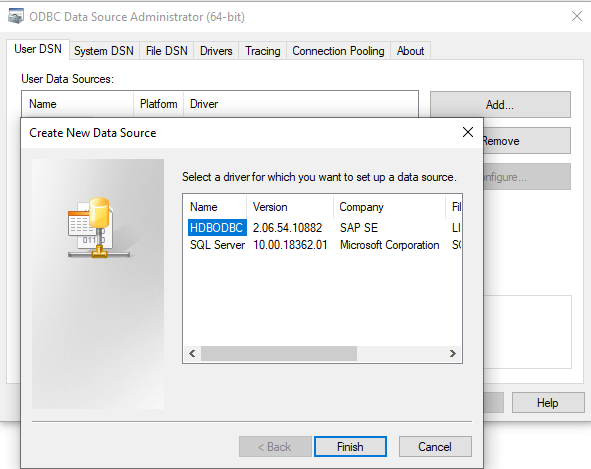 ODBC Data Source Administrator (64-bit)
User DSN System DSN File DSN Drivers Tracing Connection Pooling About
User Data Sources:
Name Platform Driver
Add...
Remove
onfigure...
Create New Data Source
Select a driver for which you want to set up a data source.
Name Version Company Fil
HDBODBC 2.06.54.10882 SAP SE LI
SQL Server 10.00.18362.01 Microsoft Corporation SC
< Back Finish Cancel
Help